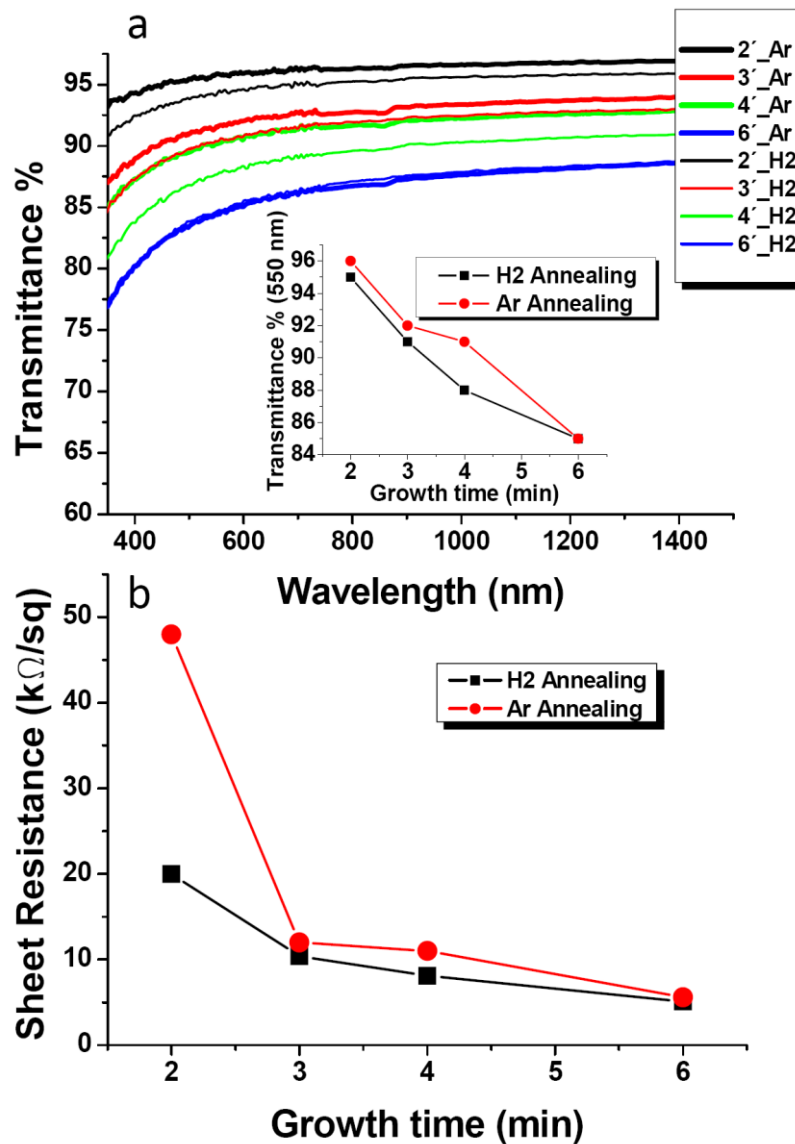 a
2´_Ar
3´_Ar
4´_Ar
6´_Ar
2´_H2
3´_H2
4´_H2
6´_H2
Transmittance %
95
90
85
80
75
70
65
60
400 600 800 1000 1200 1400
Wavelength (nm)
Transmittance % (550 nm)
96
94
92
90
88
86
84
H2 Annealing
Ar Annealing
2 3 4 5 6
Growth time (min)
b
Sheet Resistance (kΩ/sq)
50
40
30
20
10
0
H2 Annealing
Ar Annealing
2 3 4 5 6
Growth time (min)